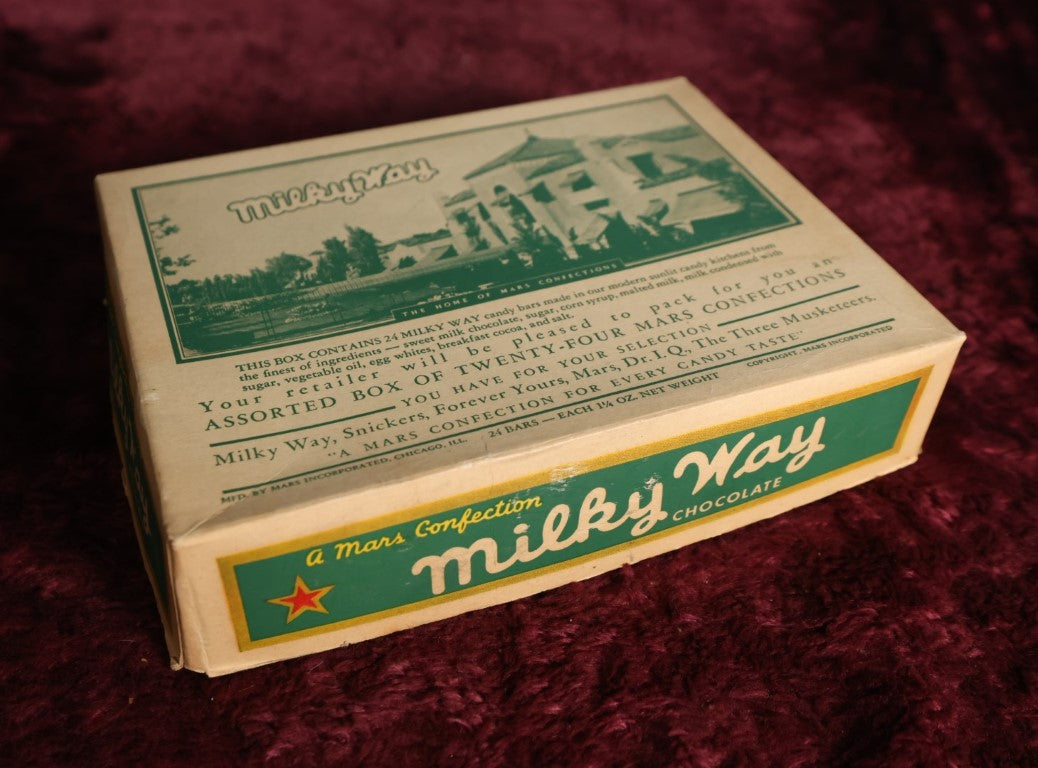 Milky Way
THE HOME OF MARS CONFECTIONS
THIS BOX CONTAINS 24 MILKY WAY candy bars made in our modern sunlit candy kitchens from
the finest of ingredients — sweet milk chocolate, sugar, corn syrup, malted milk, milk condensed with
sugar, vegetable oil, egg whites, breakfast cocoa, and salt.
Your retailer will be pleased to pack for you an
ASSORTED BOX OF TWENTY-FOUR MARS CONFECTIONS
YOU HAVE FOR YOUR SELECTION
Milky Way, Snickers, Forever Yours, Mars, Dr. I.Q., The Three Musketeers.
"A MARS CONFECTION FOR EVERY CANDY TASTE"
MFD. BY MARS INCORPORATED, CHICAGO, ILL. 24 BARS — EACH 1¼ OZ. NET WEIGHT COPYRIGHT - MARS INCORPORATED
A Mars Confection
Milky Way
CHOCOLATE